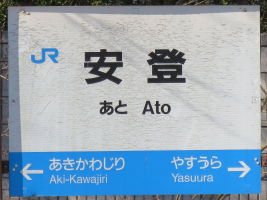 JR
安登
あと Ato
あきかわじり やすうら
← Aki-Kawajiri Yasuura →